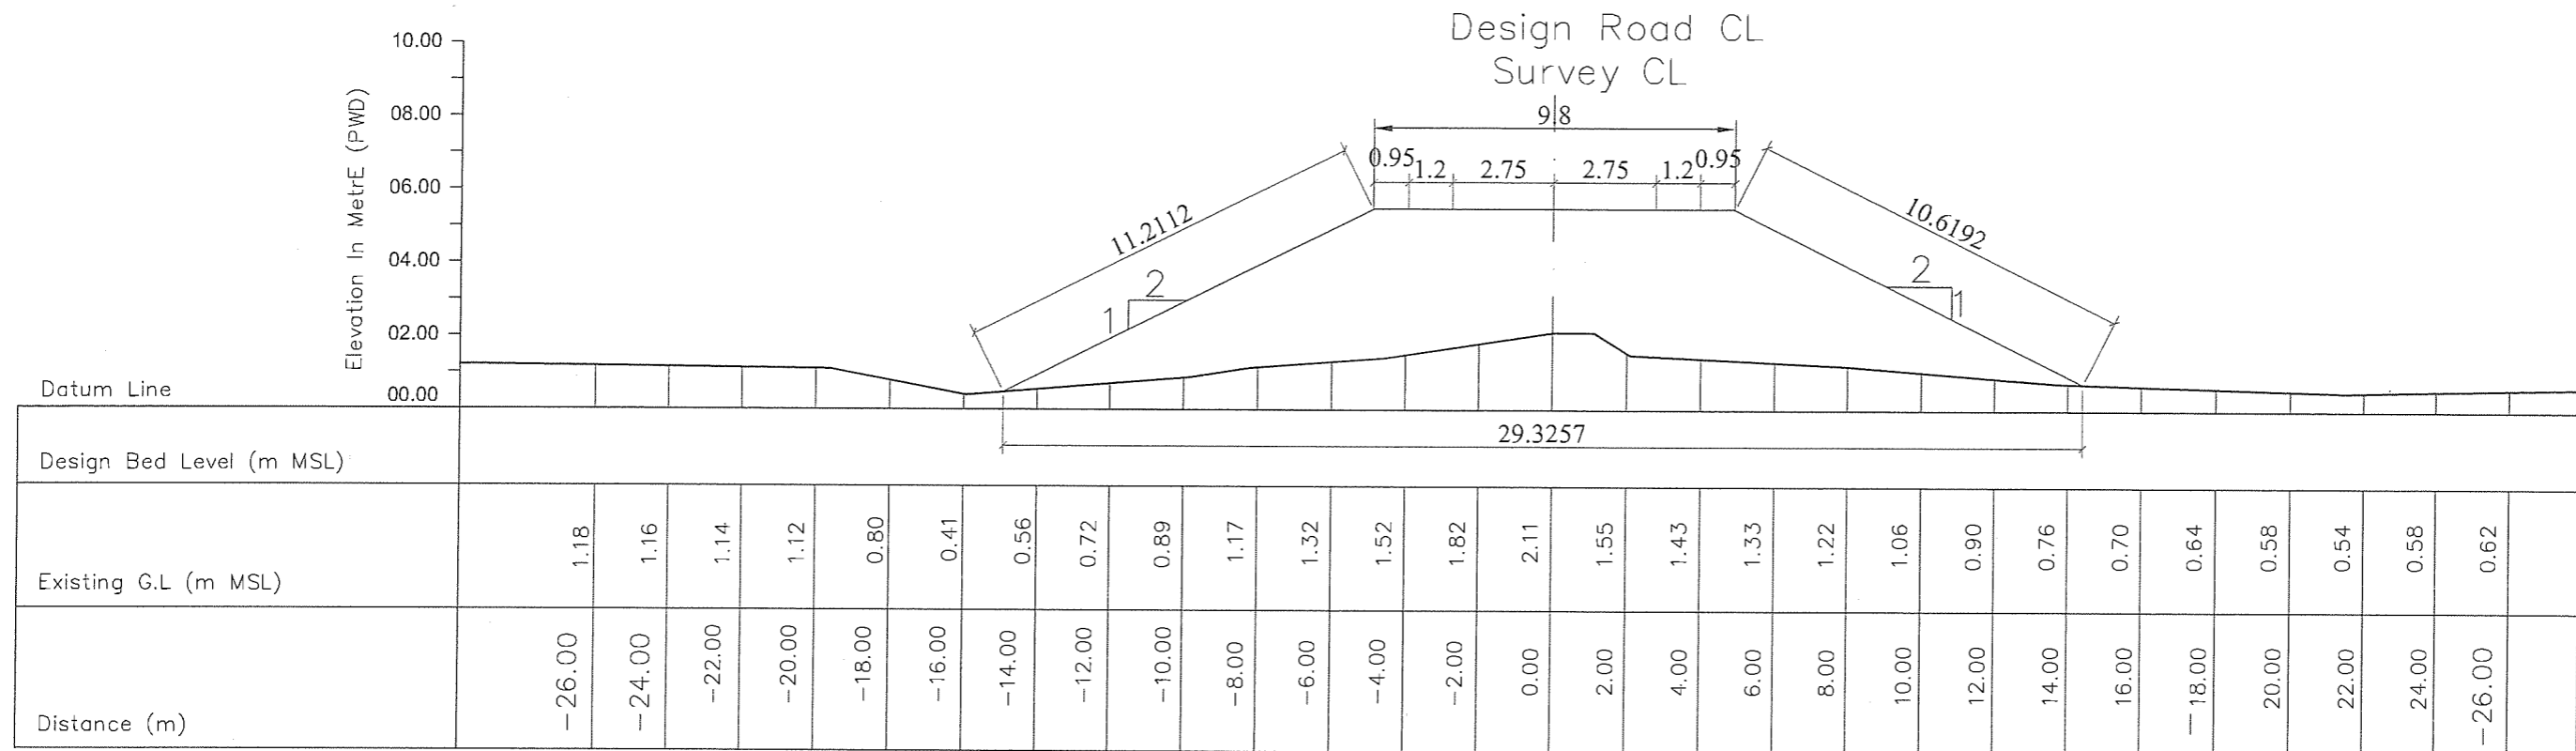 Design Road CL
Survey CL
10.00
08.00
06.00
04.00
02.00
00.00
Elevation In MetrE (PWD)
9.8
0.95 1.2 2.75 2.75 1.2 0.95
11.2112
10.6192
2
1
2
1
Datum Line
29.3257
Design Bed Level (m MSL)
Existing G.L (m MSL) 1.18 1.16 1.14 1.12 0.80 0.41 0.56 0.72 0.89 1.17 1.32 1.52 1.82 2.11 1.55 1.43 1.33 1.22 1.06 0.90 0.76 0.70 0.64 0.58 0.54 0.58 0.62
Distance (m) -26.00 -24.00 -22.00 -20.00 -18.00 -16.00 -14.00 -12.00 -10.00 -8.00 -6.00 -4.00 -2.00 0.00 2.00 4.00 6.00 8.00 10.00 12.00 14.00 16.00 -18.00 20.00 22.00 24.00 -26.00